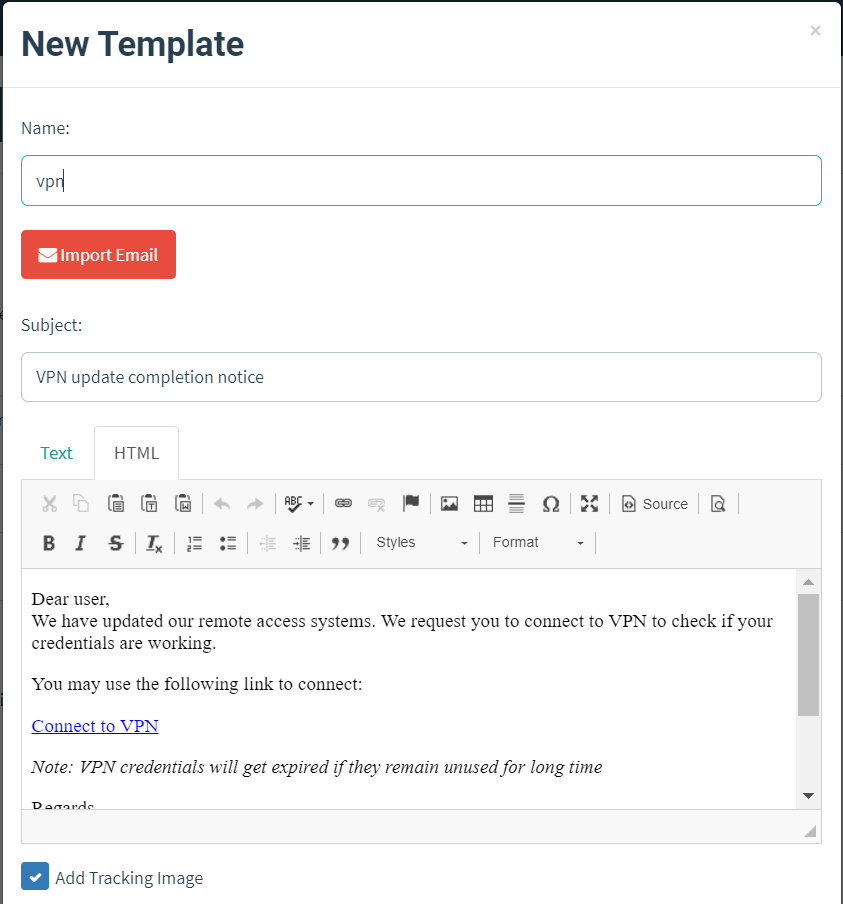 New Template
×
Name:
vpn
Import Email
Subject:
VPN update completion notice
Text HTML
ABC Source
B I S Tx Styles Format
Dear user,
We have updated our remote access systems. We request you to connect to VPN to check if your
credentials are working.
You may use the following link to connect:
Connect to VPN
Note: VPN credentials will get expired if they remain unused for long time
Regards
Add Tracking Image